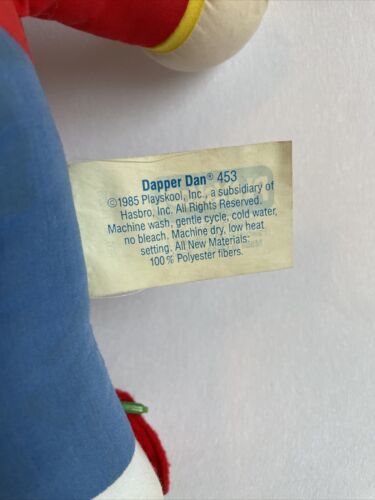 Dapper Dan® 453
©1985 Playskool, Inc., a subsidiary of
Hasbro, Inc. All Rights Reserved.
Machine wash, gentle cycle, cold water,
no bleach. Machine dry, low heat
setting. All New Materials:
100% Polyester fibers.